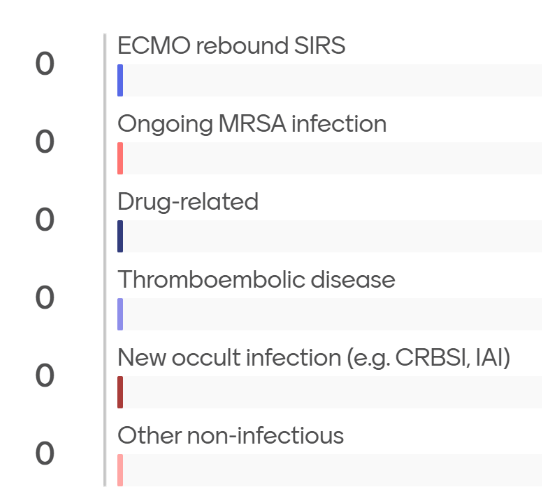 0
ECMO rebound SIRS
0
Ongoing MRSA infection
0
Drug-related
0
Thromboembolic disease
0
New occult infection (e.g. CRBSI, IAI)
0
Other non-infectious